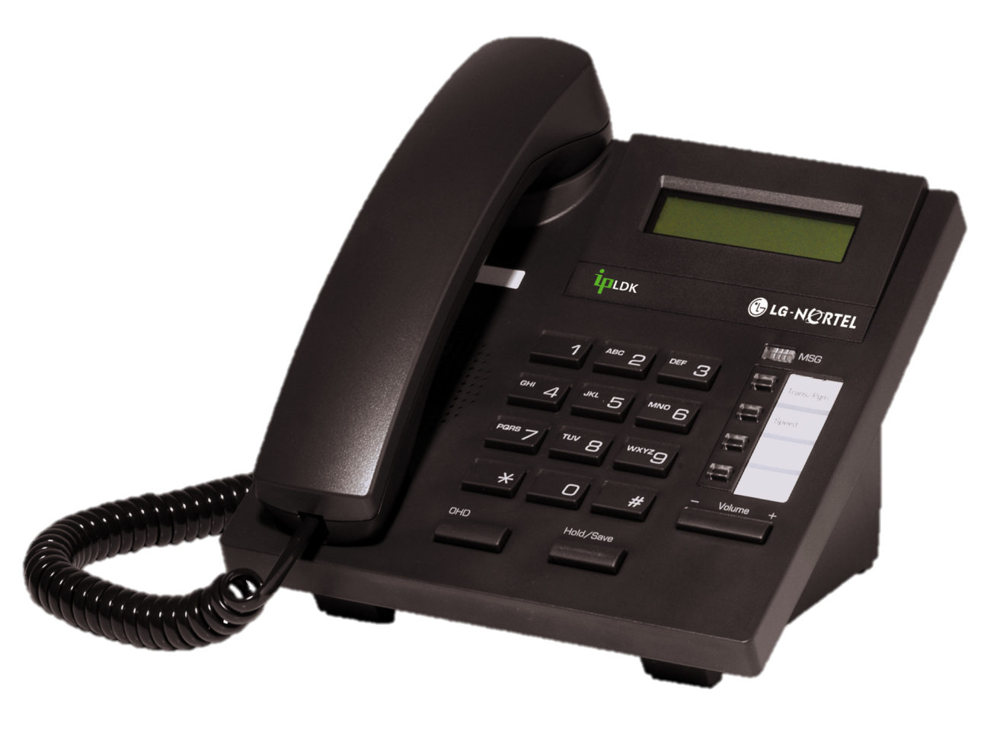 ipLDK
LG-NORTEL
MSG
Trans/Pgm
Speed
1
ABC 2
DEF 3
GHI 4
JKL 5
MNO 6
PQRS 7
TUV 8
WXYZ 9
*
0
#
- Volume +
OHD
Hold/Save